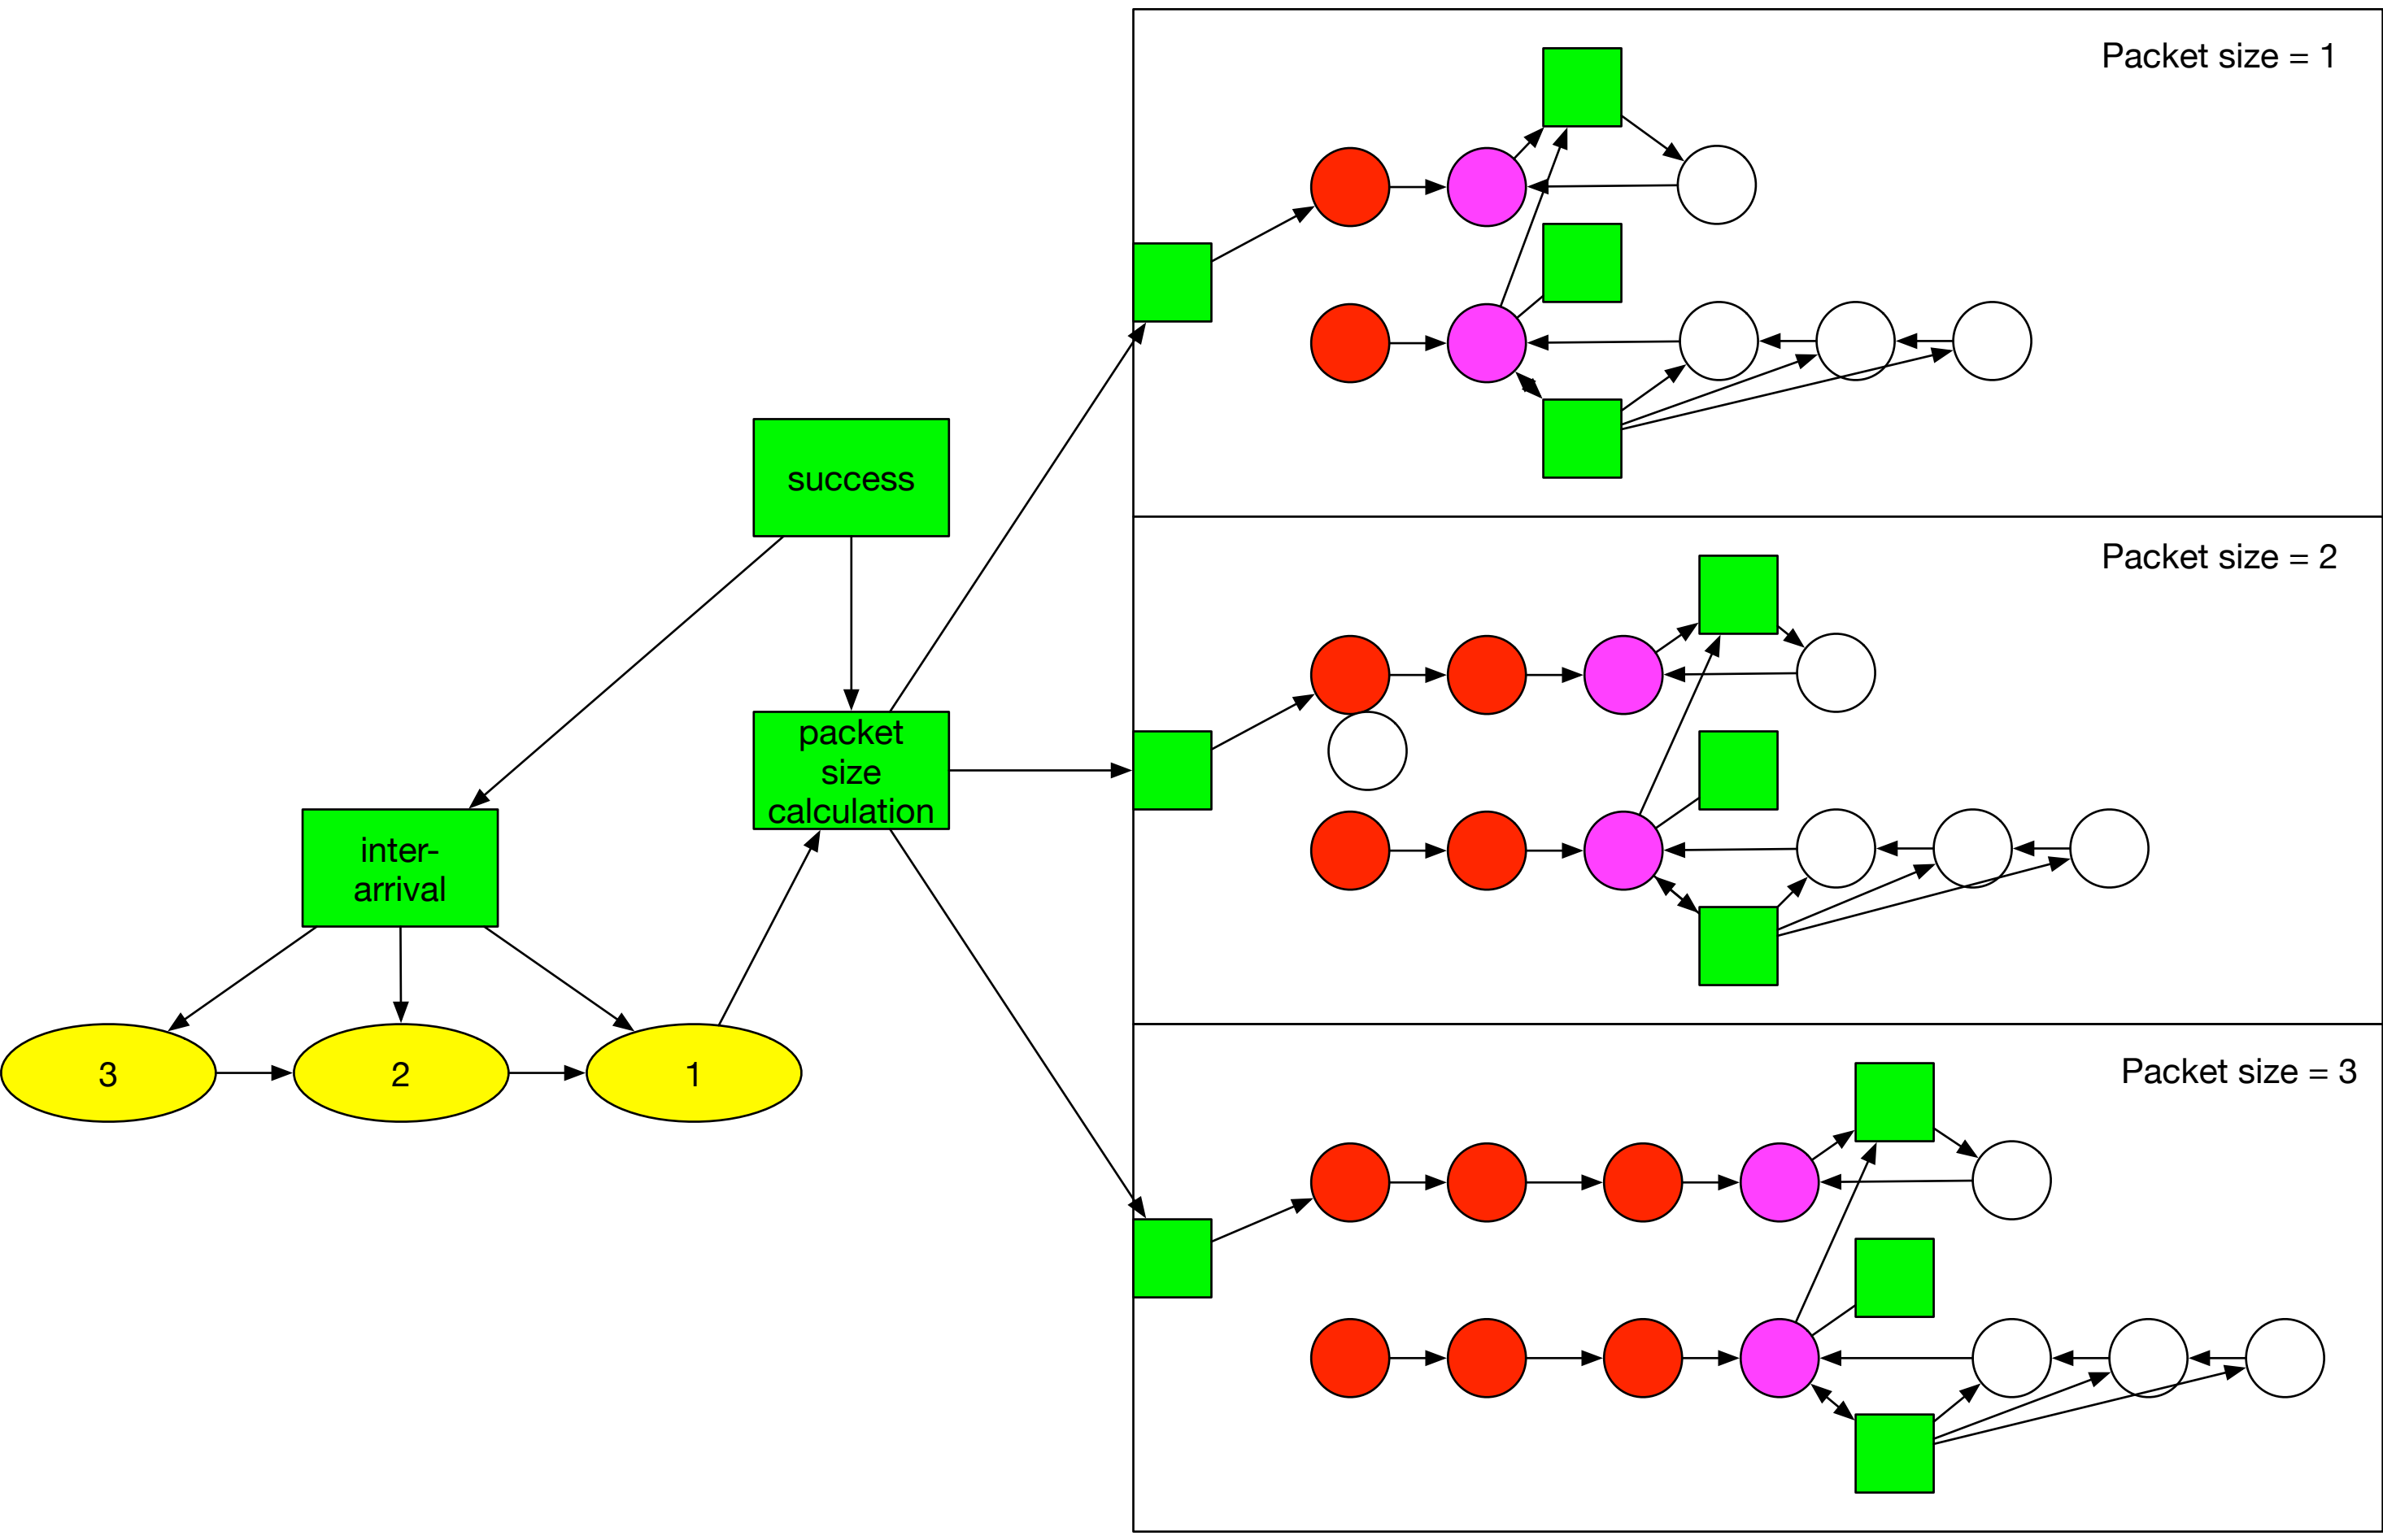 Packet size = 1
success
Packet size = 2
packet
size
calculation
inter-
arrival
3
2
1
Packet size = 3